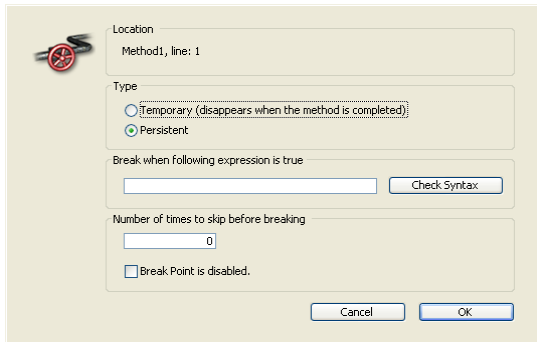 Location
Method1, line: 1
Type
Temporary (disappears when the method is completed)
Persistent
Break when following expression is true
Check Syntax
Number of times to skip before breaking
0
Break Point is disabled.
Cancel OK